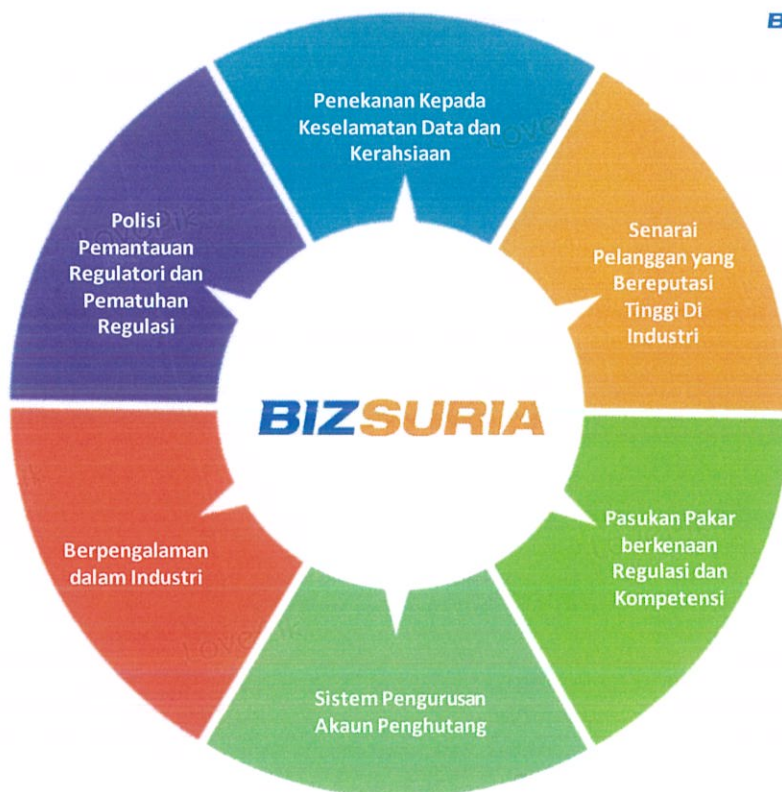 Penekanan Kepada
Keselamatan Data dan
Kerahsiaan
Senarai
Pelanggan yang
Bereputasi
Tinggi Di
Industri
Pasukan Pakar
berkenaan
Regulasi dan
Kompetensi
Sistem Pengurusan
Akaun Penghutang
Berpengalaman
dalam Industri
Polisi
Pemantauan
Regulatori dan
Pematuhan
Regulasi
BIZSURIA